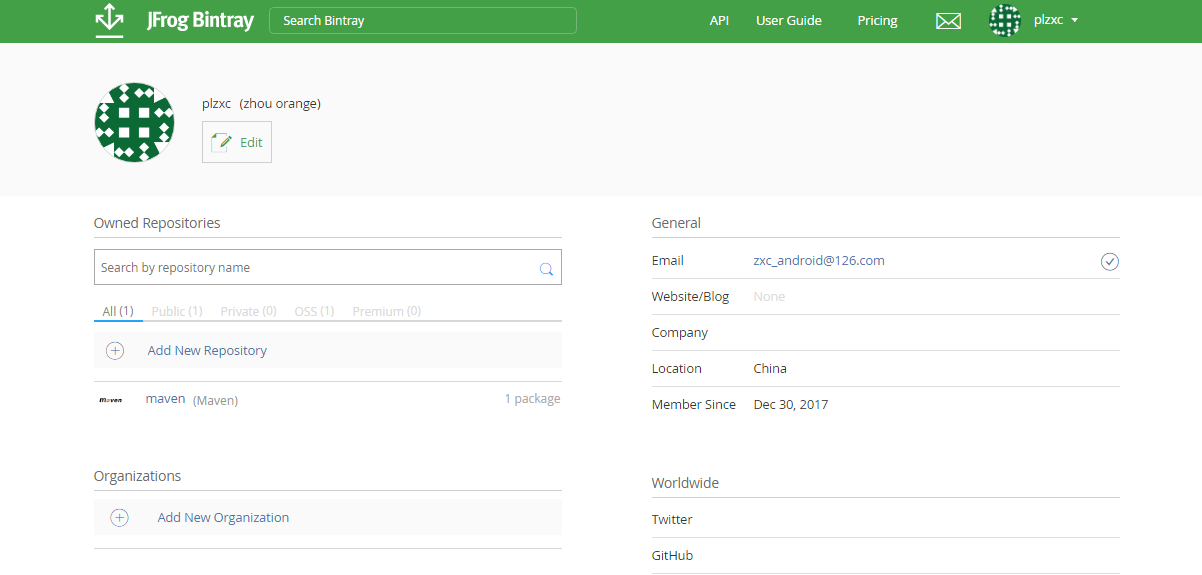 JFrog Bintray
Search Bintray
API
User Guide
Pricing
plzxc
plzxc (zhou orange)
Edit
Owned Repositories
Search by repository name
All (1) Public (1) Private (0) OSS (1) Premium (0)
Add New Repository
maven maven (Maven) 1 package
Organizations
Add New Organization
General
Email zxc_android@126.com
Website/Blog None
Company
Location China
Member Since Dec 30, 2017
Worldwide
Twitter
GitHub